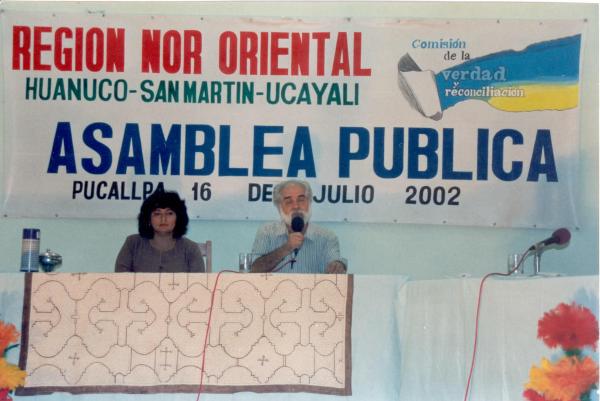 REGION NOR ORIENTAL
HUANUCO-SAN MARTIN-UCAYALI
Comisión
de la
verdad
y reconciliación
ASAMBLEA PUBLICA
PUCALLPA 16 DE JULIO 2002